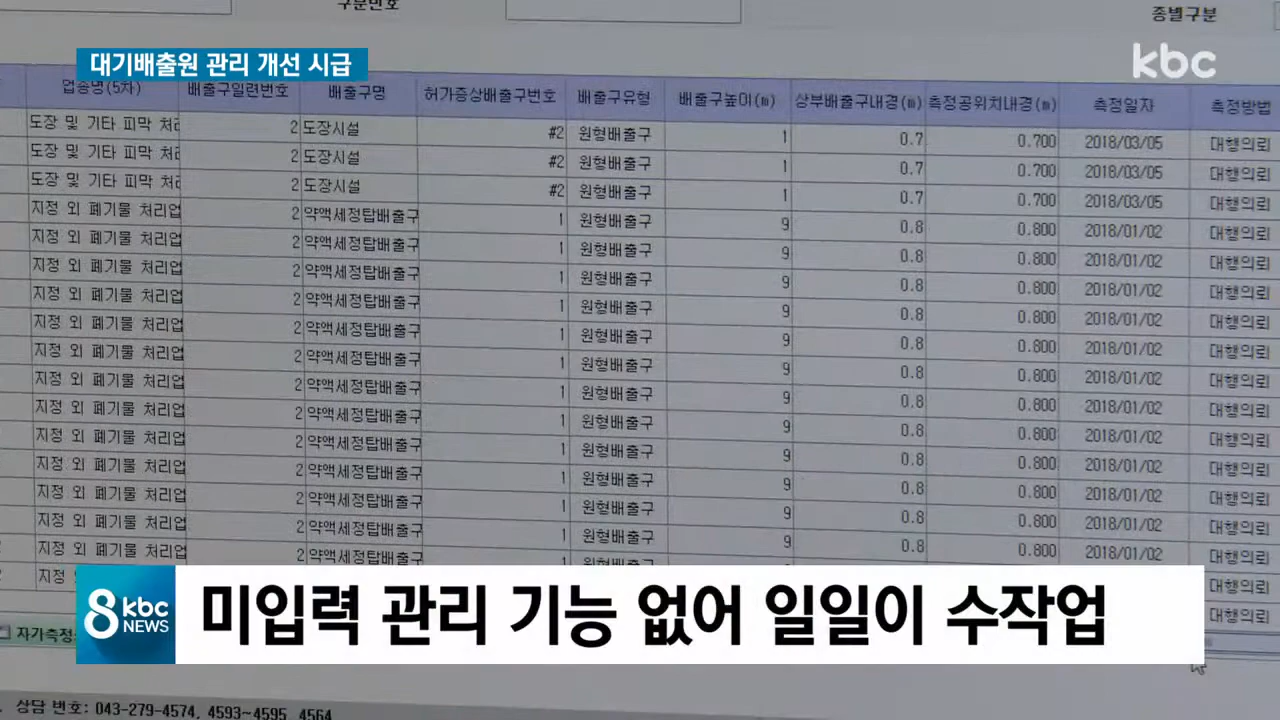 구분번호
종별구분
대기배출원 관리 개선 시급
kbc
업종명(5차) 배출구일련번호 배출구명 허가증상배출구번호 배출구유형 배출구높이(m) 상부배출구내경(m) 측정공위치내경(m) 측정일자 측정방법
도장 및 기타 피막 처리 2 도장시설 #2 원형배출구 1 0.7 0.700 2018/03/05 대행의뢰
도장 및 기타 피막 처리 2 도장시설 #2 원형배출구 1 0.7 0.700 2018/03/05 대행의뢰
도장 및 기타 피막 처리 2 도장시설 #2 원형배출구 1 0.7 0.700 2018/03/05 대행의뢰
지정 외 폐기물 처리업 2 약액세정탑배출구 1 원형배출구 9 0.8 0.800 2018/01/02 대행의뢰
지정 외 폐기물 처리업 2 약액세정탑배출구 1 원형배출구 9 0.8 0.800 2018/01/02 대행의뢰
지정 외 폐기물 처리업 2 약액세정탑배출구 1 원형배출구 9 0.8 0.800 2018/01/02 대행의뢰
지정 외 폐기물 처리업 2 약액세정탑배출구 1 원형배출구 9 0.8 0.800 2018/01/02 대행의뢰
지정 외 폐기물 처리업 2 약액세정탑배출구 1 원형배출구 9 0.8 0.800 2018/01/02 대행의뢰
지정 외 폐기물 처리업 2 약액세정탑배출구 1 원형배출구 9 0.8 0.800 2018/01/02 대행의뢰
지정 외 폐기물 처리업 2 약액세정탑배출구 1 원형배출구 9 0.8 0.800 2018/01/02 대행의뢰
지정 외 폐기물 처리업 2 약액세정탑배출구 1 원형배출구 9 0.8 0.800 2018/01/02 대행의뢰
지정 외 폐기물 처리업 2 약액세정탑배출구 1 원형배출구 9 0.8 0.800 2018/01/02 대행의뢰
지정 외 폐기물 처리업 2 약액세정탑배출구 1 원형배출구 9 0.8 0.800 2018/01/02 대행의뢰
지정 외 폐기물 처리업 2 약액세정탑배출구 1 원형배출구 9 0.8 0.800 2018/01/02 대행의뢰
지정 외 폐기물 처리업 2 약액세정탑배출구 1 원형배출구 9 0.8 0.800 2018/01/02 대행의뢰
지정 외 폐기물 처리업 2 약액세정탑배출구 1 원형배출구 대행의뢰
지정 대행의뢰
8 kbc NEWS
미입력 관리 기능 없어 일일이 수작업
자가측정
상담 번호: 043-279-4574, 4593~4595, 4564